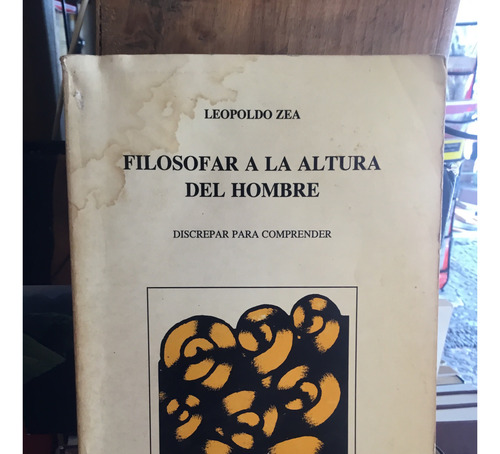 LEOPOLDO ZEA
FILOSOFAR A LA ALTURA
DEL HOMBRE
DISCREPAR PARA COMPRENDER